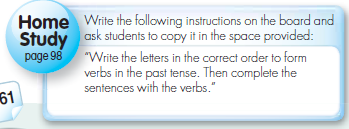 Home
Study
page 98
Write the following instructions on the board and
ask students to copy it in the space provided:
“Write the letters in the correct order to form
verbs in the past tense. Then complete the
sentences with the verbs.”
61